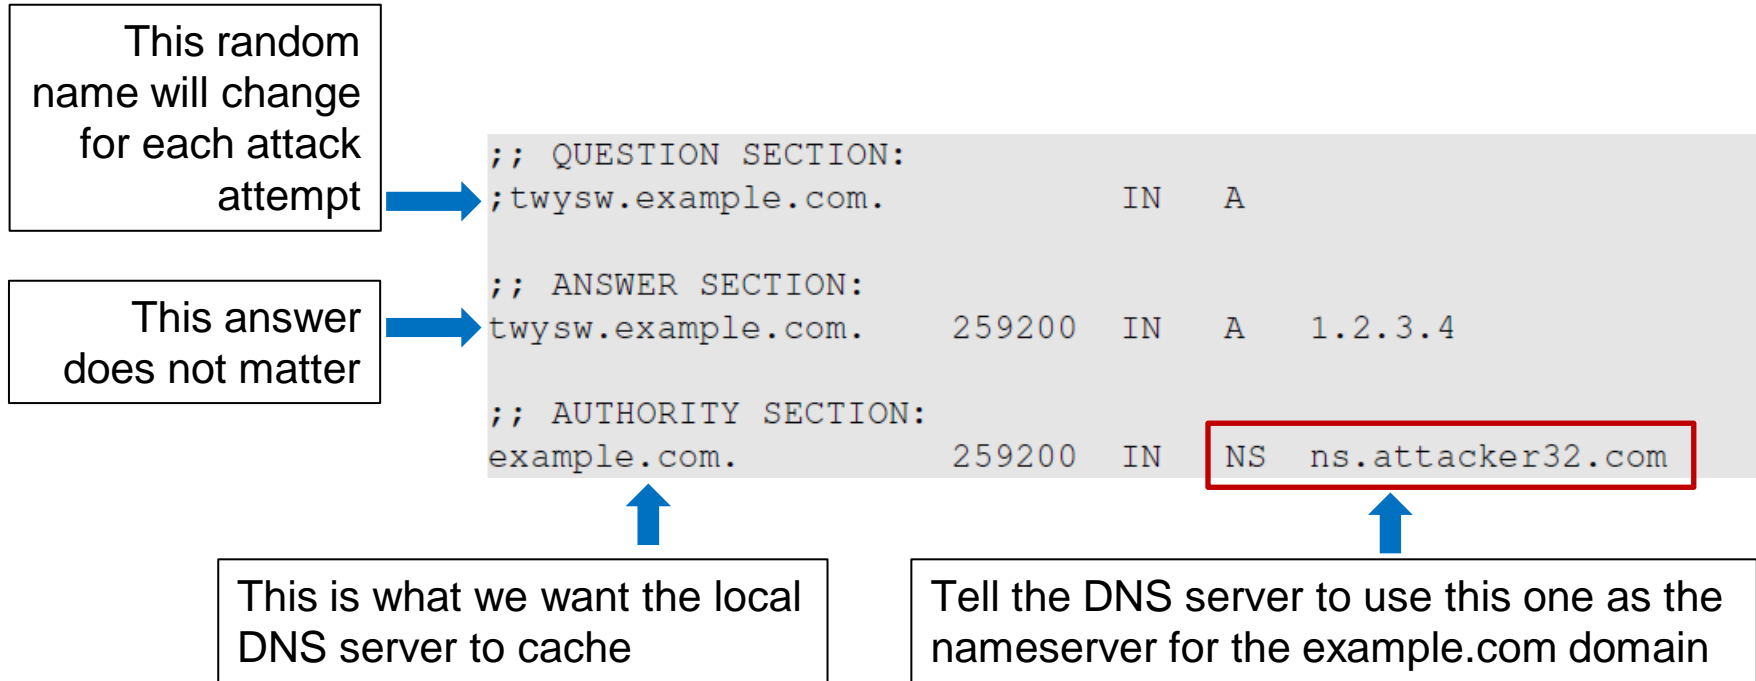 This random
name will change
for each attack
attempt
;; QUESTION SECTION:
;twysw.example.com. IN A
This answer
does not matter
;; ANSWER SECTION:
twysw.example.com. 259200 IN A 1.2.3.4
;; AUTHORITY SECTION:
example.com. 259200 IN NS ns.attacker32.com
This is what we want the local
DNS server to cache
Tell the DNS server to use this one as the
nameserver for the example.com domain